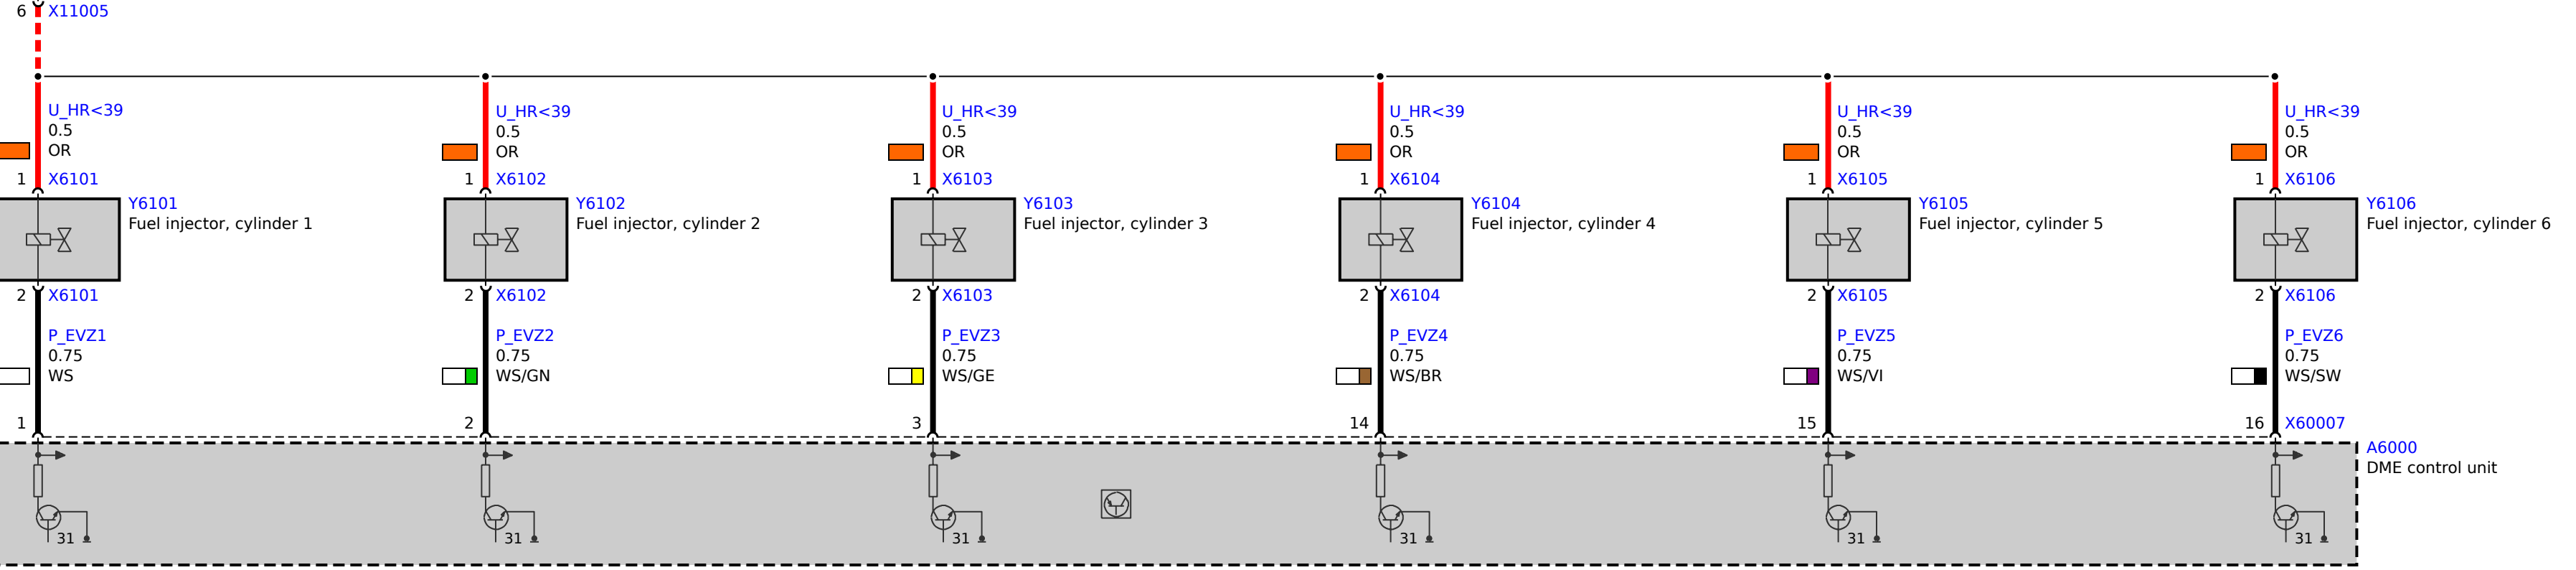 6 X11005
U_HR<39
0.5
OR
1 X6101
Y6101
Fuel injector, cylinder 1
2 X6101
P_EVZ1
0.75
WS
1
31
U_HR<39
0.5
OR
1 X6102
Y6102
Fuel injector, cylinder 2
2 X6102
P_EVZ2
0.75
WS/GN
2
31
U_HR<39
0.5
OR
1 X6103
Y6103
Fuel injector, cylinder 3
2 X6103
P_EVZ3
0.75
WS/GE
3
31
U_HR<39
0.5
OR
1 X6104
Y6104
Fuel injector, cylinder 4
2 X6104
P_EVZ4
0.75
WS/BR
14
31
U_HR<39
0.5
OR
1 X6105
Y6105
Fuel injector, cylinder 5
2 X6105
P_EVZ5
0.75
WS/VI
15
31
U_HR<39
0.5
OR
1 X6106
Y6106
Fuel injector, cylinder 6
2 X6106
P_EVZ6
0.75
WS/SW
16 X60007
31
A6000
DME control unit